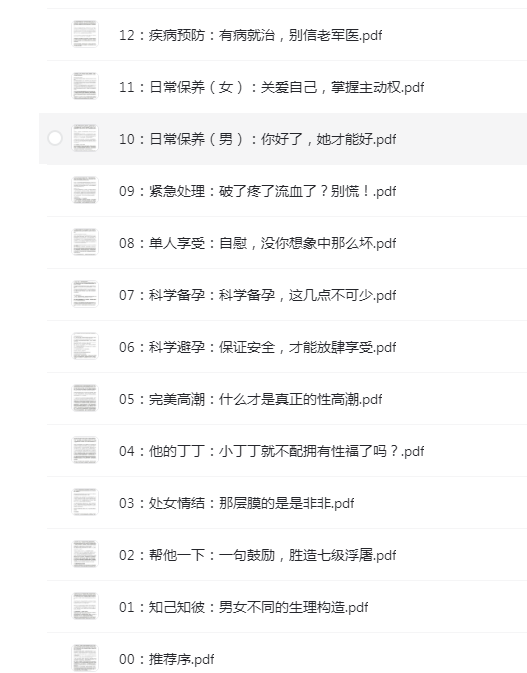 12：疾病预防：有病就治，别信老军医.pdf
11：日常保养（女）：关爱自己，掌握主动权.pdf
10：日常保养（男）：你好了，她才能好.pdf
09：紧急处理：破了疼了流血了？别慌！.pdf
08：单人享受：自慰，没你想象中那么坏.pdf
07：科学备孕：科学备孕，这几点不可少.pdf
06：科学避孕：保证安全，才能放肆享受.pdf
05：完美高潮：什么才是真正的性高潮.pdf
04：他的丁丁：小丁丁就不配拥有性福了吗？.pdf
03：处女情结：那层膜的是是非非.pdf
02：帮他一下：一句鼓励，胜造七级浮屠.pdf
01：知己知彼：男女不同的生理构造.pdf
00：推荐序.pdf